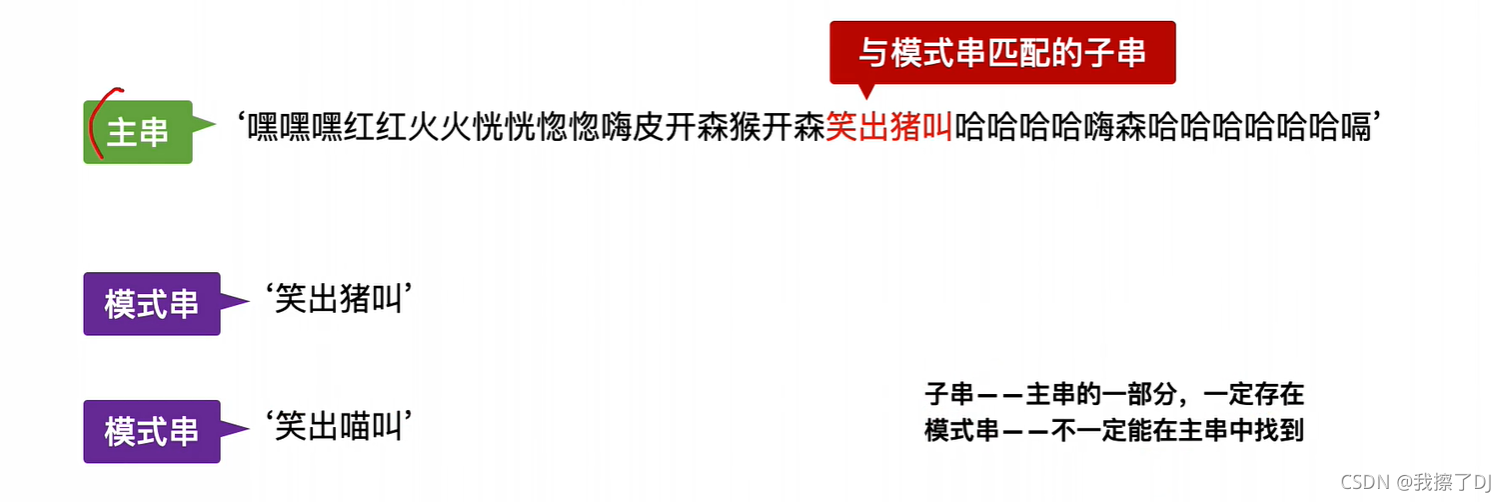 与模式串匹配的子串
主串
‘嘿嘿嘿红红火火恍恍惚惚嗨皮开森猴开森笑出猪叫哈哈哈哈嗨森哈哈哈哈哈哈嗝’
模式串
‘笑出猪叫’
模式串
‘笑出喵叫’
子串——主串的一部分，一定存在
模式串——不一定能在主串中找到
CSDN @我擦了DJ